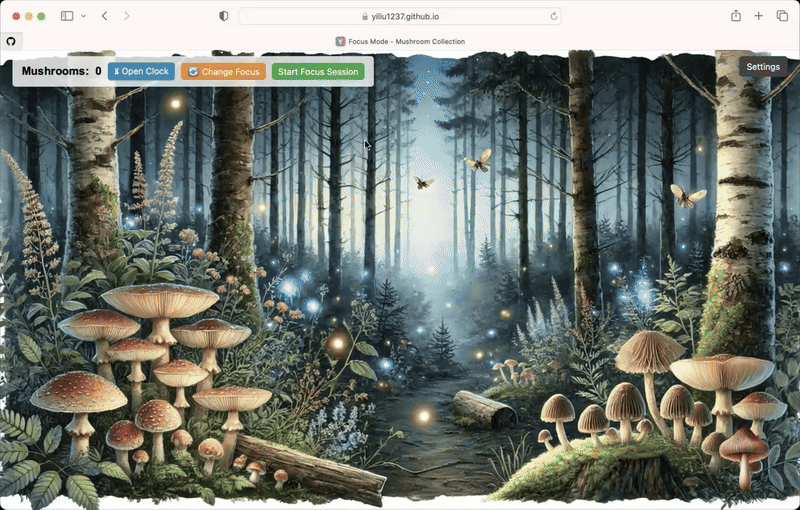 yiliu1237.github.io
Focus Mode - Mushroom Collection
Mushrooms: 0
Open Clock
Change Focus
Start Focus Session
Settings